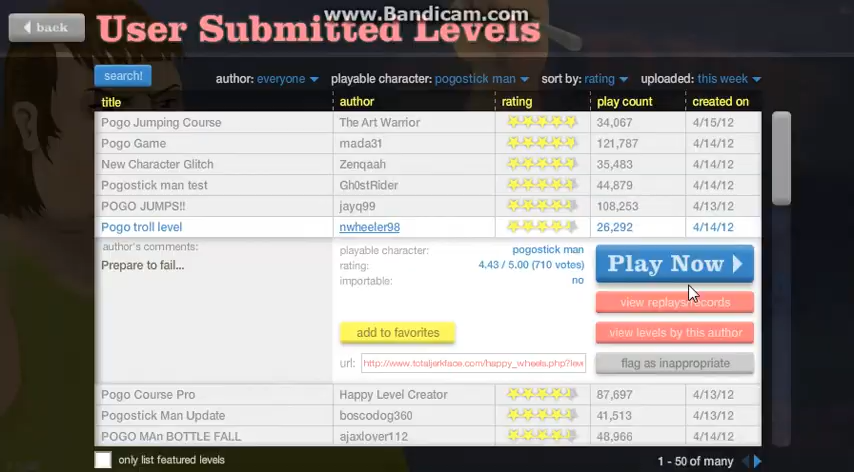 www.Bandicam.com
back
User Submitted Levels
search!
author: everyone playable character: pogostick man sort by: rating uploaded: this week
title author rating play count created on
Pogo Jumping Course The Art Warrior 34,067 4/15/12
Pogo Game mada31 121,787 4/14/12
New Character Glitch Zenqaah 35,483 4/14/12
Pogostick man test Gh0stRider 44,879 4/14/12
POGO JUMPS!! jayq99 108,253 4/13/12
Pogo troll level nwheeler98 26,292 4/14/12
author's comments:
Prepare to fail...
playable character: pogostick man
rating: 4.43 / 5.00 (710 votes)
importable: no
Play Now
view replays/records
add to favorites
view levels by this author
url: http://www.totaljerkface.com/happy_wheels.php?leve
flag as inappropriate
Pogo Course Pro Happy Level Creator 87,697 4/13/12
Pogostick Man Update boscodog360 41,513 4/13/12
POGO MAn BOTTLE FALL ajaxlover112 48,966 4/14/12
only list featured levels
1 - 50 of many